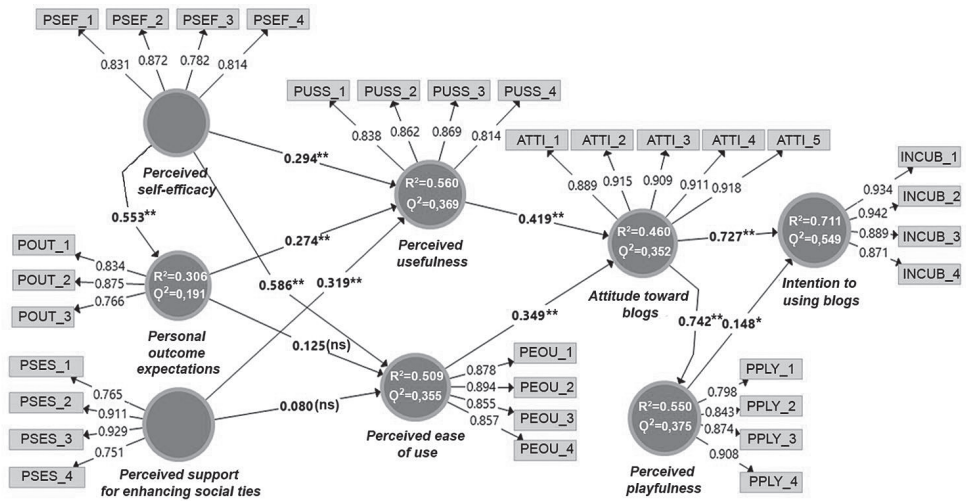 PSEF_1
PSEF_2
PSEF_3
PSEF_4
0.831
0.872
0.782
0.814
Perceived
self-efficacy
0.294**
0.553**
0.586**
PUSS_1
PUSS_2
PUSS_3
PUSS_4
0.838
0.862
0.869
0.814
R²=0.560
Q²=0,369
Perceived
usefulness
0.419**
ATTI_1
ATTI_2
ATTI_3
ATTI_4
ATTI_5
0.889
0.915
0.909
0.911
0.918
R²=0.460
Q²=0,352
Attitude toward
blogs
0.727**
0.742**
INCUB_1
INCUB_2
INCUB_3
INCUB_4
0.934
0.942
0.889
0.871
R²=0.711
Q²=0,549
Intention to
using blogs
0.148*
POUT_1
POUT_2
POUT_3
0.834
0.875
0.766
R²=0.306
Q²=0,191
Personal
outcome
expectations
0.274**
0.125(ns)
PSES_1
PSES_2
PSES_3
PSES_4
0.765
0.911
0.929
0.751
Perceived support
for enhancing social ties
0.319**
0.080(ns)
R²=0.509
Q²=0,355
Perceived ease
of use
0.349**
PEOU_1
PEOU_2
PEOU_3
PEOU_4
0.878
0.894
0.855
0.857
R²=0.550
Q²=0,375
Perceived
playfulness
PPLY_1
PPLY_2
PPLY_3
PPLY_4
0.798
0.843
0.874
0.908